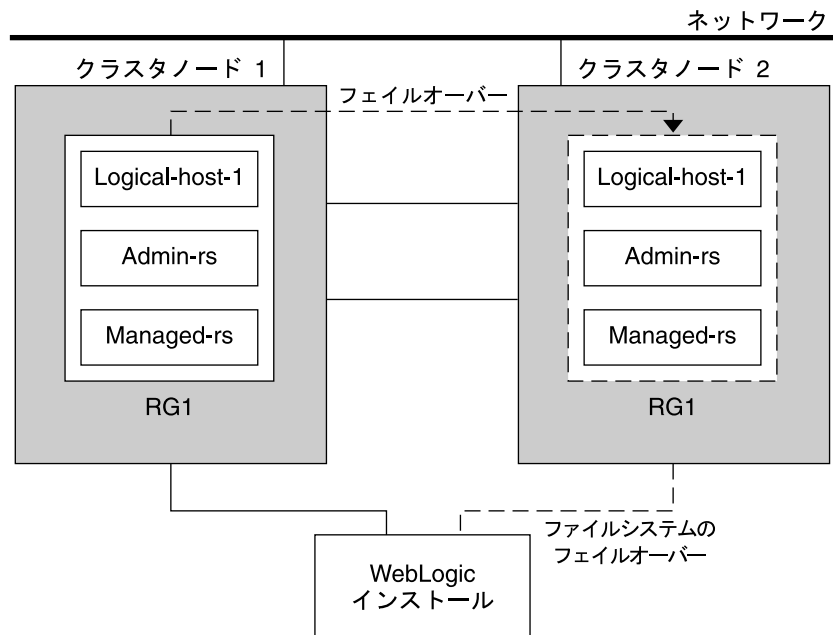 ネットワーク
クラスタノード 1
クラスタノード 2
フェイルオーバー
Logical-host-1
Admin-rs
Managed-rs
RG1
Logical-host-1
Admin-rs
Managed-rs
RG1
ファイルシステムの
フェイルオーバー
WebLogic
インストール